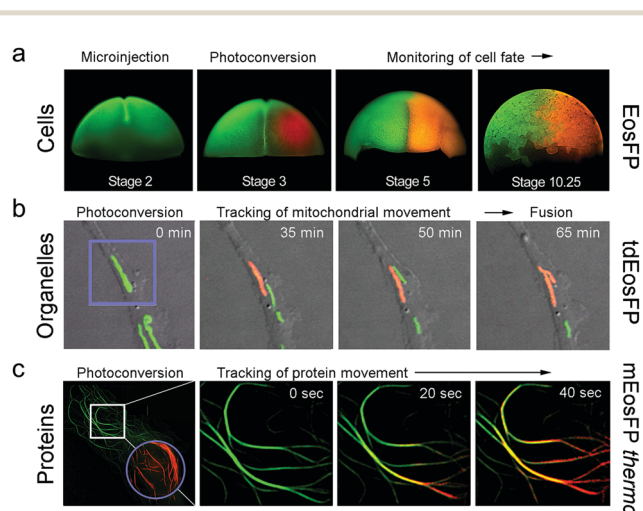 a
Microinjection
Photoconversion
Monitoring of cell fate
Cells
Stage 2
Stage 3
Stage 5
Stage 10.25
EosFP
b
Photoconversion
Tracking of mitochondrial movement
Fusion
Organelles
0 min
35 min
50 min
65 min
tdEosFP
c
Photoconversion
Tracking of protein movement
Proteins
0 sec
20 sec
40 sec
mEosFP thermo